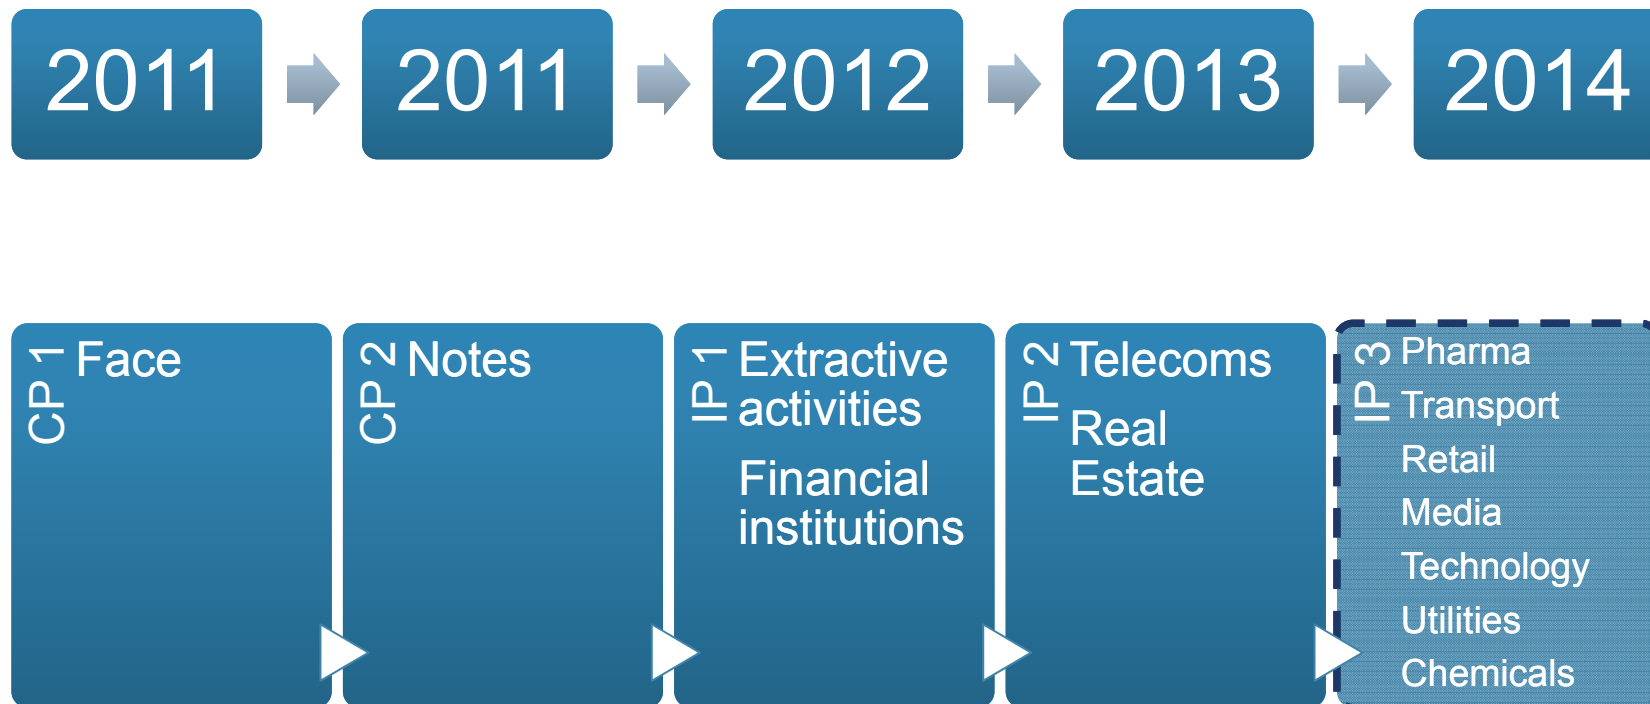 2011
2011
2012
2013
2014
CP 1
Face
CP 2
Notes
IP 1
Extractive
activities
Financial
institutions
IP 2
Telecoms
Real
Estate
IP 3
Pharma
Transport
Retail
Media
Technology
Utilities
Chemicals